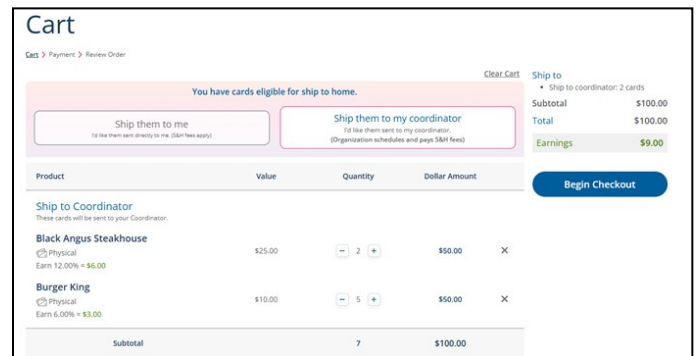 Cart
Cart > Payment > Review Order
Clear Cart
You have cards eligible for ship to home.
Ship them to me
I'd like them sent directly to me. (S&H fees apply)
Ship them to my coordinator
I'd like them sent to my coordinator.
(Organization schedules and pays S&H fees)
Product Value Quantity Dollar Amount
Ship to Coordinator
These cards will be sent to your Coordinator.
Black Angus Steakhouse
Physical
Earn 12.00% = $6.00
$25.00 − 2 + $50.00 ×
Burger King
Physical
Earn 6.00% = $3.00
$10.00 − 5 + $50.00 ×
Subtotal 7 $100.00
Ship to
• Ship to coordinator: 2 cards
Subtotal $100.00
Total $100.00
Earnings $9.00
Begin Checkout